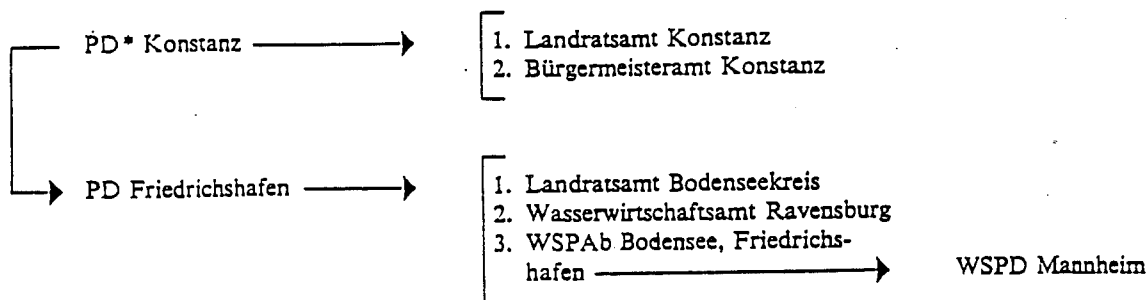 PD* Konstanz
1. Landratsamt Konstanz
2. Bürgermeisteramt Konstanz
PD Friedrichshafen
1. Landratsamt Bodenseekreis
2. Wasserwirtschaftsamt Ravensburg
3. WSPAb Bodensee, Friedrichs-
hafen
WSPD Mannheim